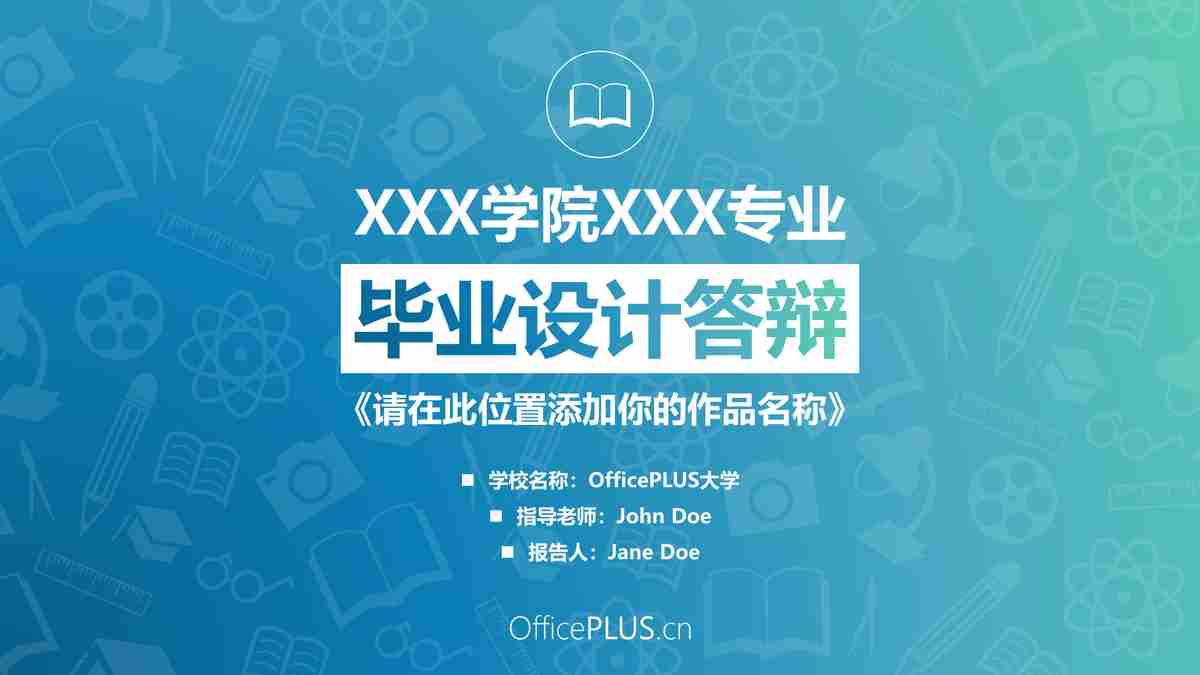 XXX学院XXX专业
毕业设计答辩
《请在此位置添加你的作品名称》
■ 学校名称：OfficePLUS大学
■ 指导老师：John Doe
■ 报告人：Jane Doe
OfficePLUS.cn